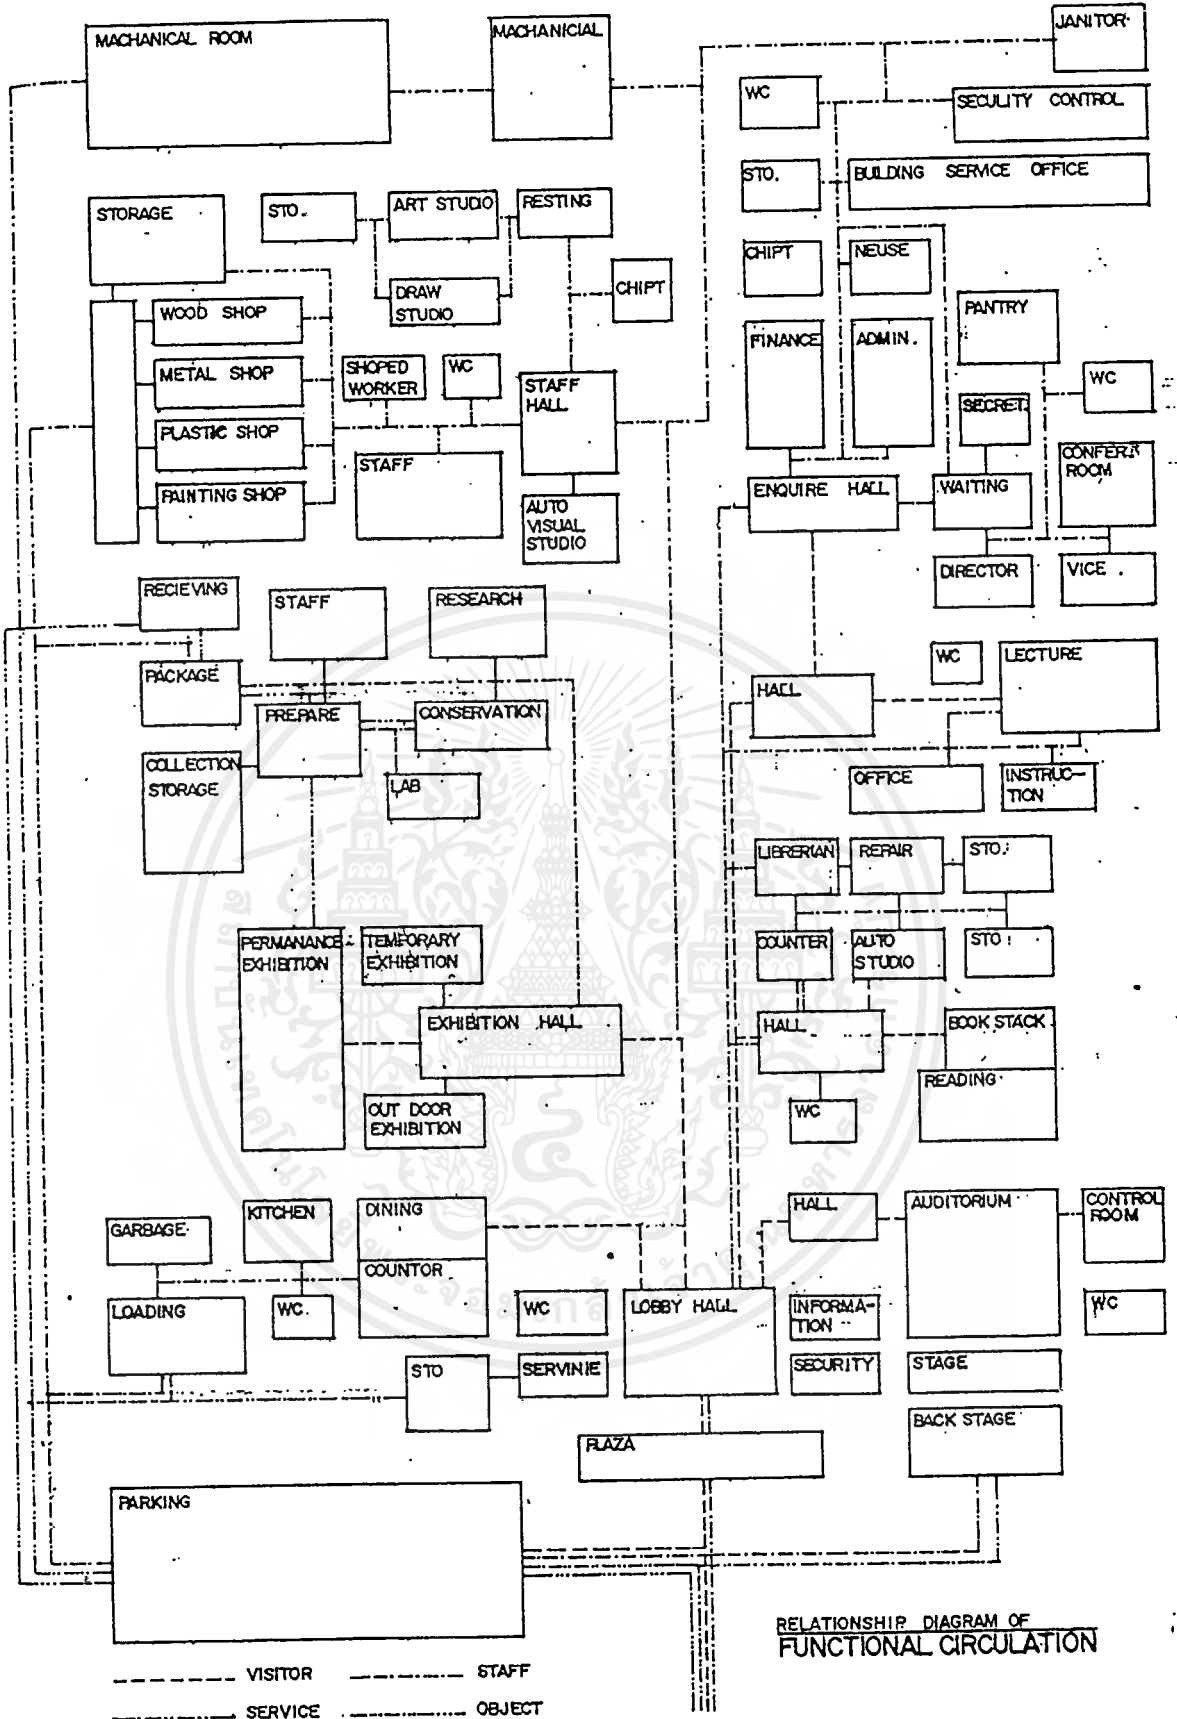 MACHANICAL ROOM
MACHANICIAL
JANITOR
WC
SECULITY CONTROL
STO.
BUILDING SERVICE OFFICE
STORAGE
STO.
ART STUDIO
RESTING
CHIPT
NEUSE
DRAW
STUDIO
CHIPT
WOOD SHOP
PANTRY
FINANCE
ADMIN.
METAL SHOP
SHOPED
WORKER
WC
STAFF
HALL
WC
SECRET.
PLASTIC SHOP
STAFF
CONFER.
ROOM
PAINTING SHOP
AUTO
VISUAL
STUDIO
ENQUIRE HALL
WAITING
DIRECTOR
VICE .
RECIEVING
STAFF
RESEARCH
PACKAGE
PREPARE
CONSERVATION
HALL
WC
LECTURE
COLLECTION
STORAGE
LAB
OFFICE
INSTRUC-
TION
LIBRERIAN
REPAIR
STO.
PERMANANCE
EXHIBITION
TEMPORARY
EXHIBITION
COUNTER
AUTO
STUDIO
STO.
EXHIBITION HALL
HALL
BOOK STACK
READING
OUT DOOR
EXHIBITION
WC
GARBAGE
KITCHEN
DINING
HALL
AUDITORIUM
CONTROL
ROOM
COUNTOR
LOADING
WC.
WC
LOBBY HALL
INFORMA-
TION
WC
STO
SERVINIE
SECURITY
STAGE
PLAZA
BACK STAGE
PARKING
RELATIONSHIP DIAGRAM OF
FUNCTIONAL CIRCULATION
VISITOR
STAFF
SERVICE
OBJECT